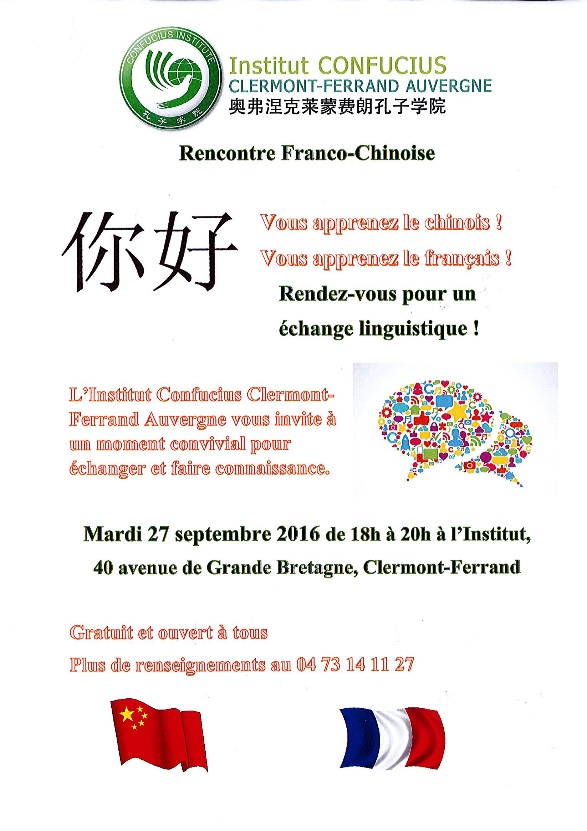 CONFUCIUS INSTITUTE
孔子学院
Institut CONFUCIUS
CLERMONT-FERRAND AUVERGNE
奥弗涅克莱蒙费朗孔子学院
Rencontre Franco-Chinoise
你好
Vous apprenez le chinois !
Vous apprenez le français !
Rendez-vous pour un
échange linguistique !
L’Institut Confucius Clermont-
Ferrand Auvergne vous invite à
un moment convivial pour
échanger et faire connaissance.
Mardi 27 septembre 2016 de 18h à 20h à l’Institut,
40 avenue de Grande Bretagne, Clermont-Ferrand
Gratuit et ouvert à tous
Plus de renseignements au 04 73 14 11 27